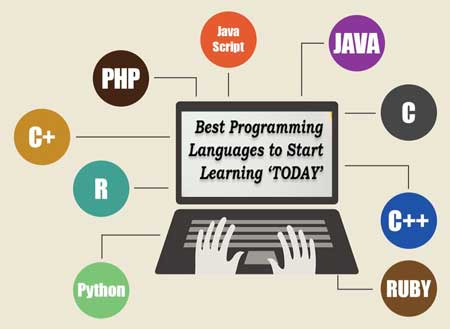 Java
Script
JAVA
PHP
C
C+
Best Programming
Languages to Start
Learning ‘TODAY’
R
C++
Python
RUBY